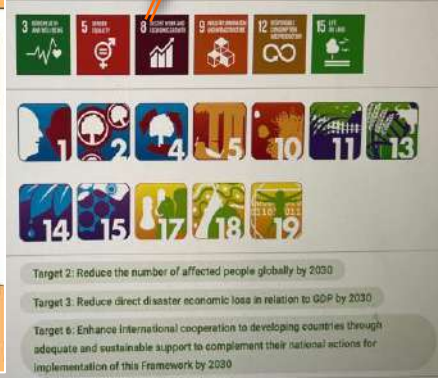 3 GOOD HEALTH AND WELL-BEING
5 GENDER EQUALITY
8 DECENT WORK AND ECONOMIC GROWTH
9 INDUSTRY, INNOVATION AND INFRASTRUCTURE
12 RESPONSIBLE CONSUMPTION AND PRODUCTION
15 LIFE ON LAND
1 2 4 5 10 11 13
14 15 17 18 19
Target 2: Reduce the number of affected people globally by 2030
Target 3: Reduce direct disaster economic loss in relation to GDP by 2030
Target 6: Enhance international cooperation to developing countries through
adequate and sustainable support to complement their national actions for
implementation of this Framework by 2030